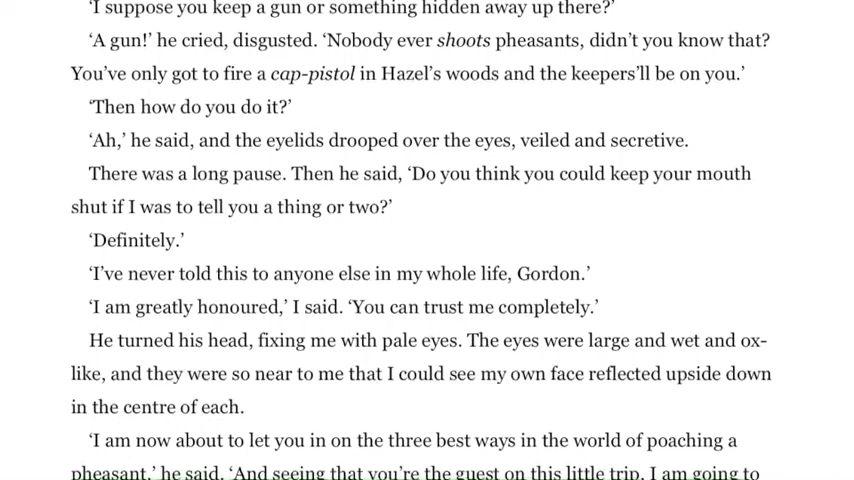 ‘I suppose you keep a gun or something hidden away up there?’
‘A gun!’ he cried, disgusted. ‘Nobody ever shoots pheasants, didn’t you know that?
You’ve only got to fire a cap-pistol in Hazel’s woods and the keepers’ll be on you.’
‘Then how do you do it?’
‘Ah,’ he said, and the eyelids drooped over the eyes, veiled and secretive.
There was a long pause. Then he said, ‘Do you think you could keep your mouth
shut if I was to tell you a thing or two?’
‘Definitely.’
‘I’ve never told this to anyone else in my whole life, Gordon.’
‘I am greatly honoured,’ I said. ‘You can trust me completely.’
He turned his head, fixing me with pale eyes. The eyes were large and wet and ox-
like, and they were so near to me that I could see my own face reflected upside down
in the centre of each.
‘I am now about to let you in on the three best ways in the world of poaching a
pheasant,’ he said. ‘And seeing that you’re the guest on this little trip, I am going to